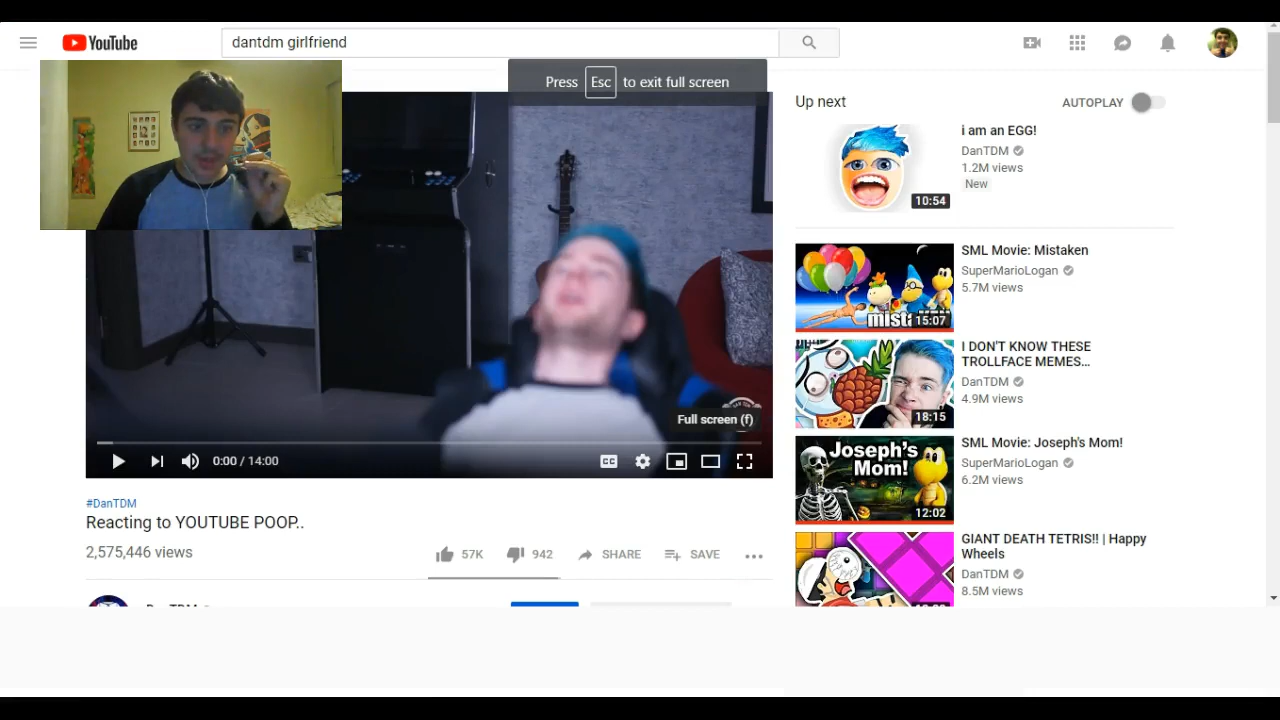 YouTube
dantdm girlfriend
Press Esc to exit full screen
Full screen (f)
0:00 / 14:00
CC
#DanTDM
Reacting to YOUTUBE POOP..
2,575,446 views
57K
942
SHARE
SAVE
Up next
AUTOPLAY
10:54
i am an EGG!
DanTDM
1.2M views
New
mist
15:07
SML Movie: Mistaken
SuperMarioLogan
5.7M views
18:15
I DON'T KNOW THESE
TROLLFACE MEMES...
DanTDM
4.9M views
Joseph's
Mom!
12:02
SML Movie: Joseph's Mom!
SuperMarioLogan
6.2M views
GIANT DEATH TETRIS!! | Happy
Wheels
DanTDM
8.5M views